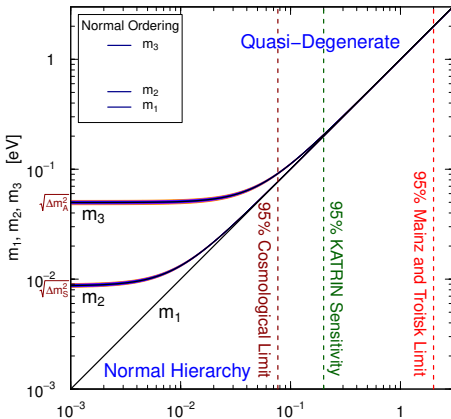 Normal Ordering
m₃
m₂
m₁
Quasi−Degenerate
m₁, m₂, m₃ [eV]
1
10⁻¹
10⁻²
10⁻³
√Δm²_A
√Δm²_S
m₃
m₂
m₁
Normal Hierarchy
95% Cosmological Limit
95% KATRIN Sensitivity
95% Mainz and Troitsk Limit
10⁻³
10⁻²
10⁻¹
1